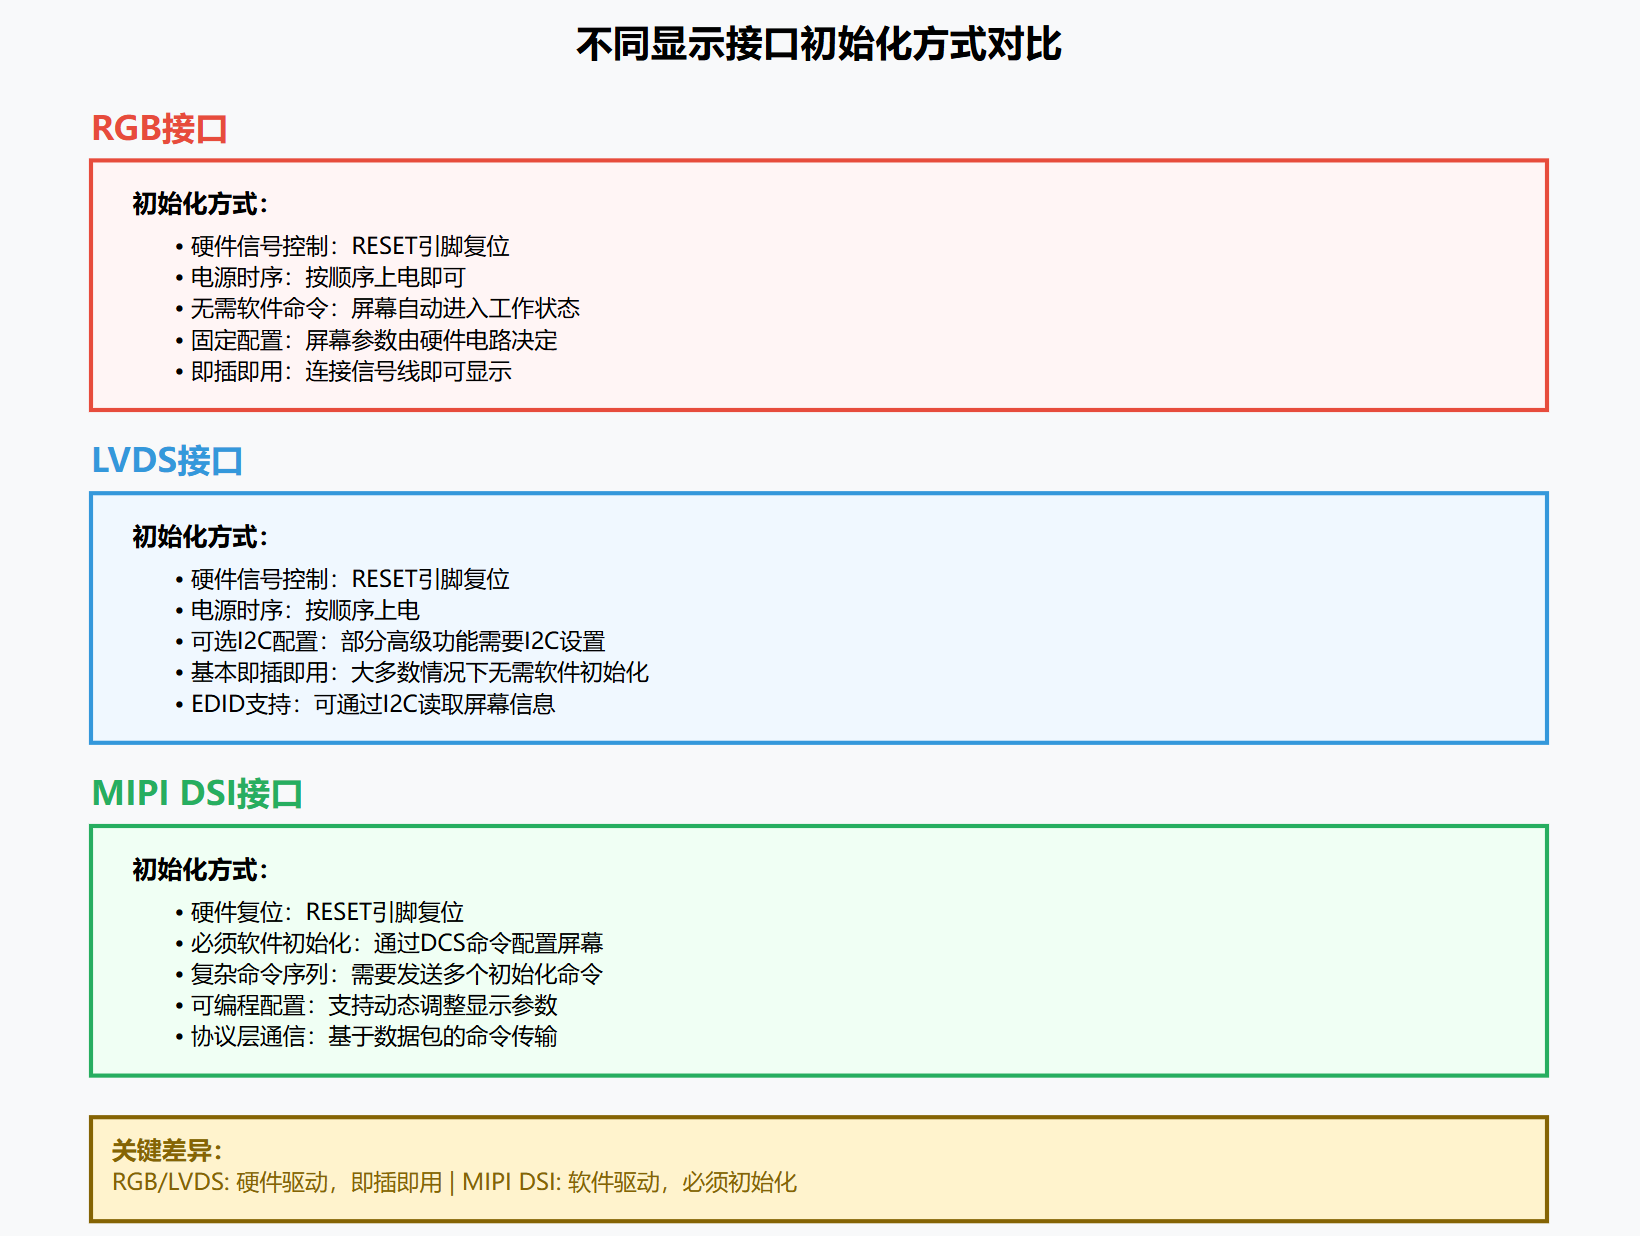 不同显示接口初始化方式对比
RGB接口
初始化方式：
• 硬件信号控制：RESET引脚复位
• 电源时序：按顺序上电即可
• 无需软件命令：屏幕自动进入工作状态
• 固定配置：屏幕参数由硬件电路决定
• 即插即用：连接信号线即可显示
LVDS接口
初始化方式：
• 硬件信号控制：RESET引脚复位
• 电源时序：按顺序上电
• 可选I2C配置：部分高级功能需要I2C设置
• 基本即插即用：大多数情况下无需软件初始化
• EDID支持：可通过I2C读取屏幕信息
MIPI DSI接口
初始化方式：
• 硬件复位：RESET引脚复位
• 必须软件初始化：通过DCS命令配置屏幕
• 复杂命令序列：需要发送多个初始化命令
• 可编程配置：支持动态调整显示参数
• 协议层通信：基于数据包的命令传输
关键差异：
RGB/LVDS: 硬件驱动，即插即用 | MIPI DSI: 软件驱动，必须初始化